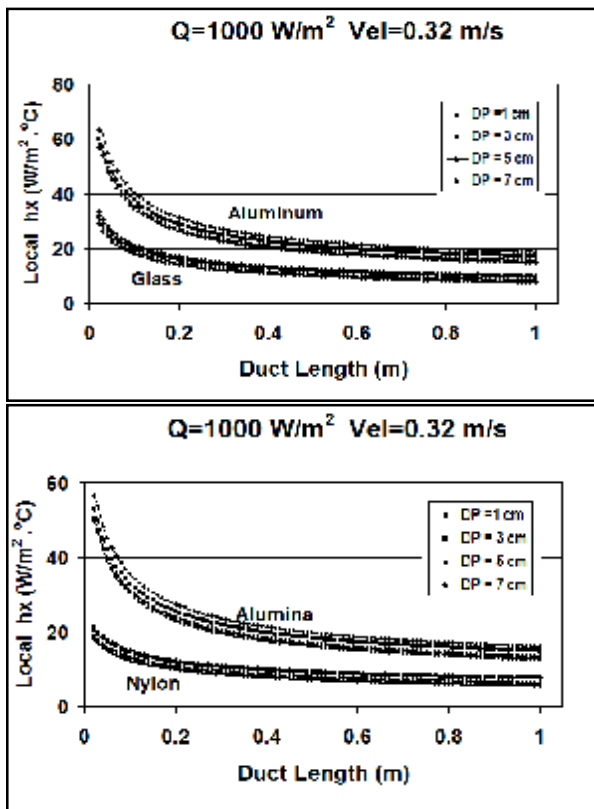 Q=1000 W/m² Vel=0.32 m/s
80
60
40
20
0
Local hx (W/m².ºC)
DP =1 cm
DP = 3 cm
DP = 5 cm
DP = 7 cm
Aluminum
Glass
0 0.2 0.4 0.6 0.8 1
Duct Length (m)
Q=1000 W/m² Vel=0.32 m/s
60
40
20
0
Local hx (W/m².ºC)
DP =1 cm
DP = 3 cm
DP = 5 cm
DP = 7 cm
Alumina
Nylon
0 0.2 0.4 0.6 0.8 1
Duct Length (m)